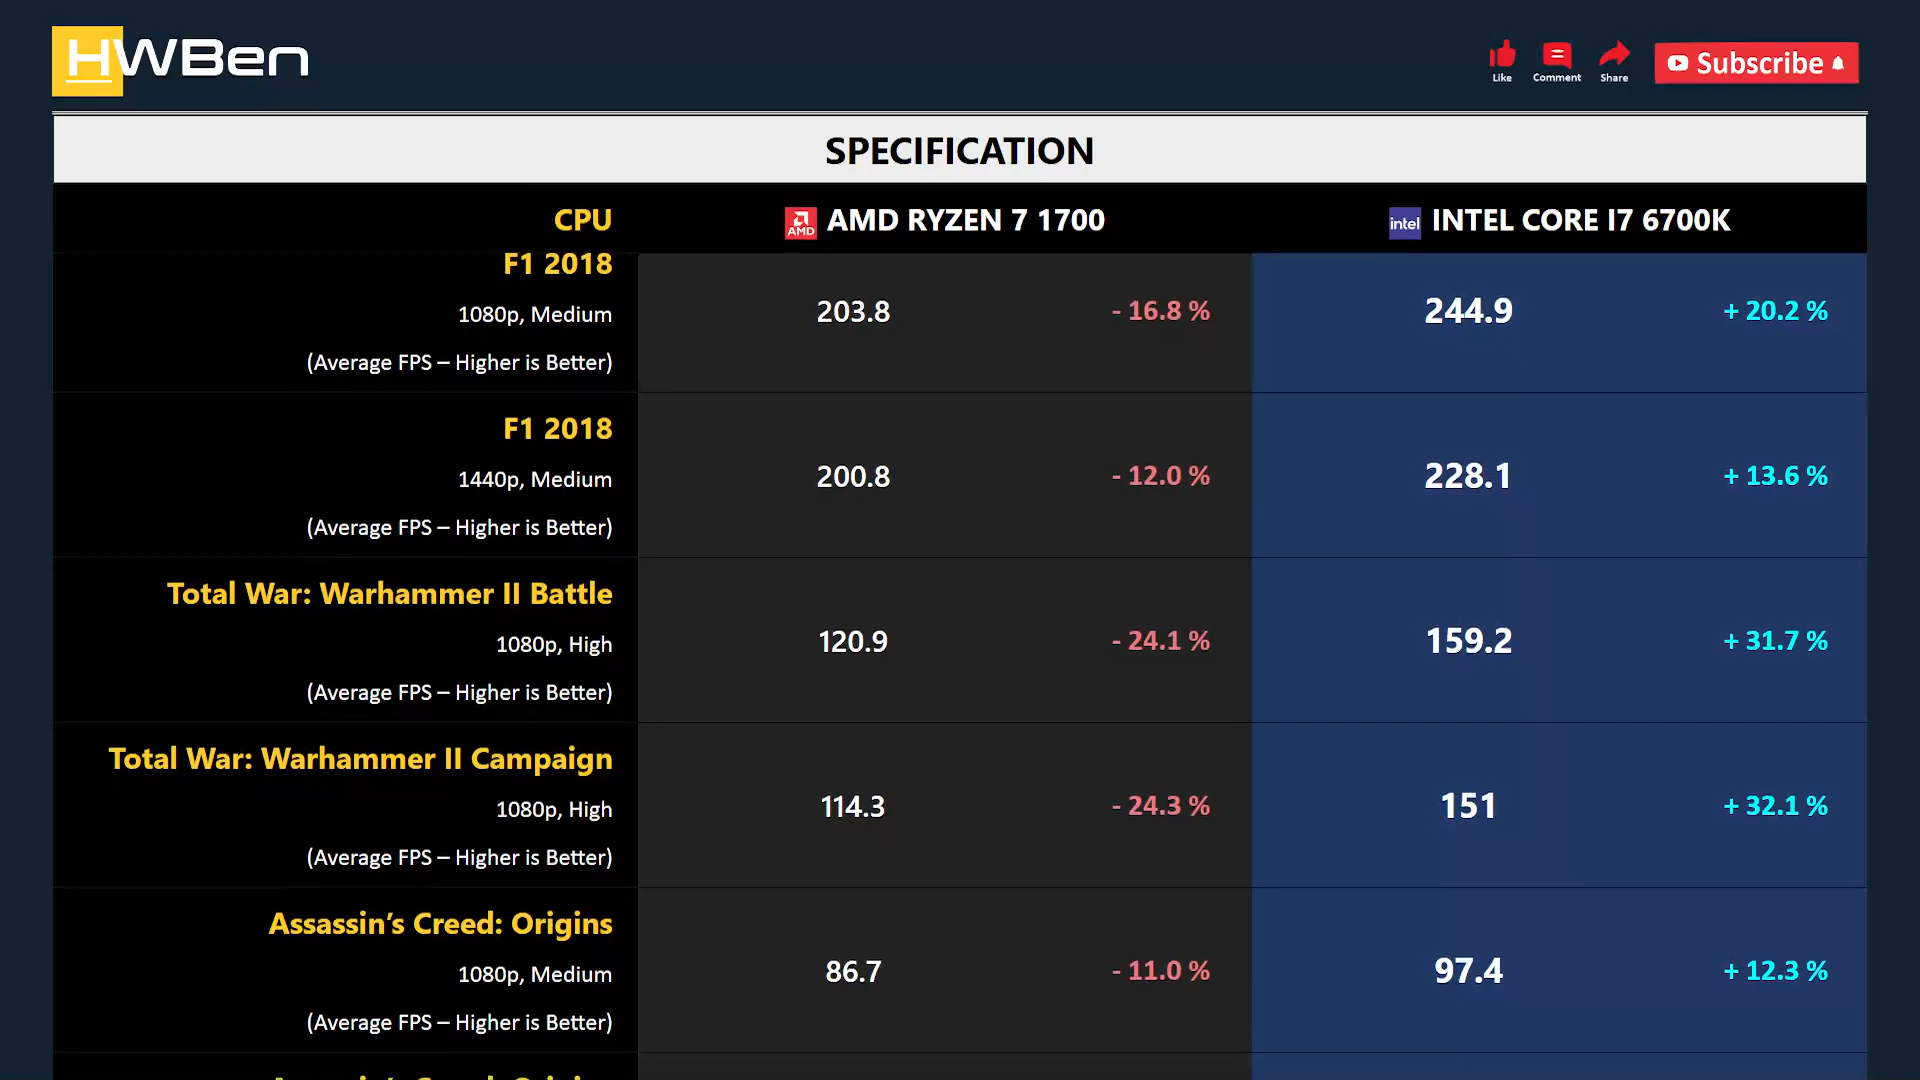 HWBen
Like
Comment
Share
Subscribe
SPECIFICATION
CPU
AMD
AMD RYZEN 7 1700
intel
INTEL CORE I7 6700K
F1 2018
1080p, Medium
(Average FPS – Higher is Better)
203.8
- 16.8 %
244.9
+ 20.2 %
F1 2018
1440p, Medium
(Average FPS – Higher is Better)
200.8
- 12.0 %
228.1
+ 13.6 %
Total War: Warhammer II Battle
1080p, High
(Average FPS – Higher is Better)
120.9
- 24.1 %
159.2
+ 31.7 %
Total War: Warhammer II Campaign
1080p, High
(Average FPS – Higher is Better)
114.3
- 24.3 %
151
+ 32.1 %
Assassin’s Creed: Origins
1080p, Medium
(Average FPS – Higher is Better)
86.7
- 11.0 %
97.4
+ 12.3 %